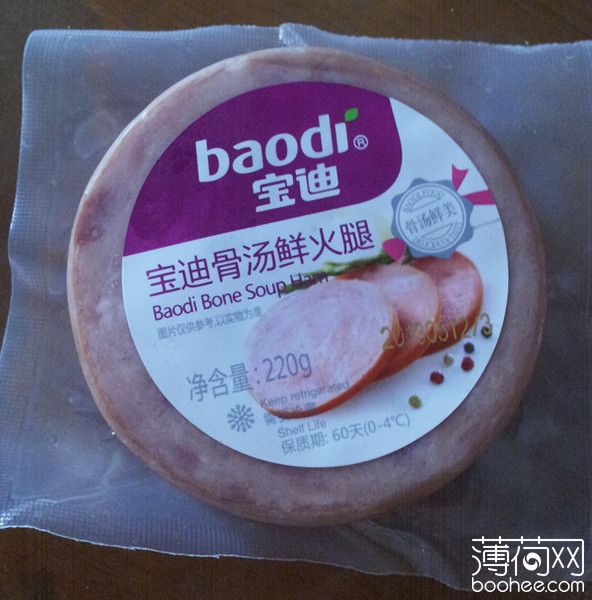 baodi®
宝迪
骨汤鲜美
宝迪骨汤鲜火腿
Baodi Bone Soup Ham
图片仅供参考,以实物为准
净含量:220g
Keep refrigerated
Shelf Life
保质期: 60天(0-4℃)
薄荷网
boohee.com